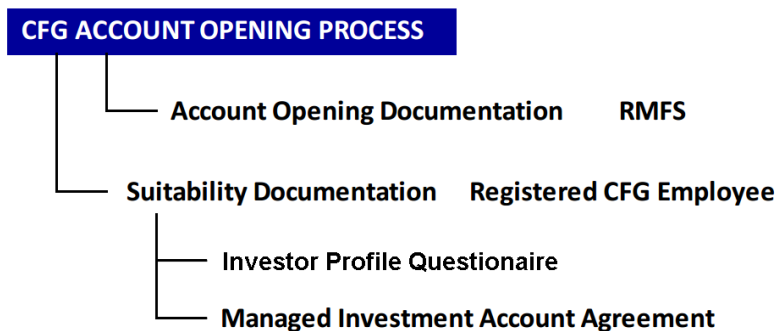 CFG ACCOUNT OPENING PROCESS
Account Opening Documentation RMFS
Suitability Documentation Registered CFG Employee
Investor Profile Questionaire
Managed Investment Account Agreement